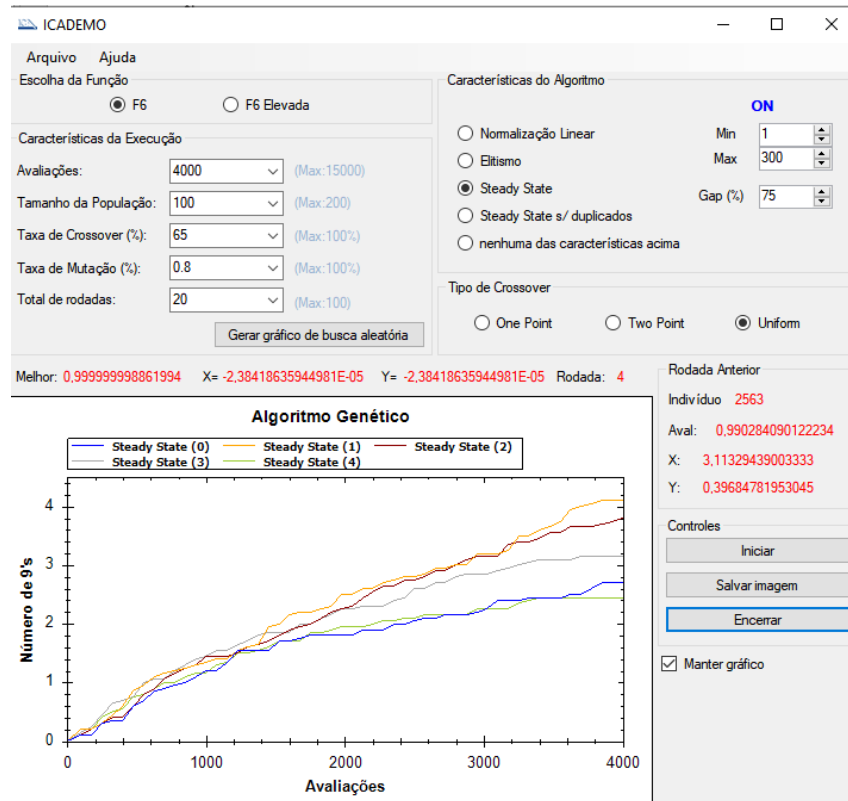 ICADEMO
Arquivo Ajuda
Escolha da Função
F6 F6 Elevada
Características da Execução
Avaliações: 4000 (Max:15000)
Tamanho da População: 100 (Max:200)
Taxa de Crossover (%): 65 (Max:100%)
Taxa de Mutação (%): 0.8 (Max:100%)
Total de rodadas: 20 (Max:100)
Gerar gráfico de busca aleatória
Características do Algoritmo
ON
Normalização Linear Min 1
Elitismo Max 300
Steady State Gap (%) 75
Steady State s/ duplicados
nenhuma das características acima
Tipo de Crossover
One Point Two Point Uniform
Melhor: 0,999999998861994 X= -2,38418635944981E-05 Y= -2,38418635944981E-05 Rodada: 4
Algoritmo Genético
Steady State (0) Steady State (1) Steady State (2)
Steady State (3) Steady State (4)
Número de 9's
4
3
2
1
0
0 1000 2000 3000 4000
Avaliações
Rodada Anterior
Indivíduo 2563
Aval: 0,990284090122234
X: 3,11329439003333
Y: 0,39684781953045
Controles
Iniciar
Salvar imagem
Encerrar
Manter gráfico